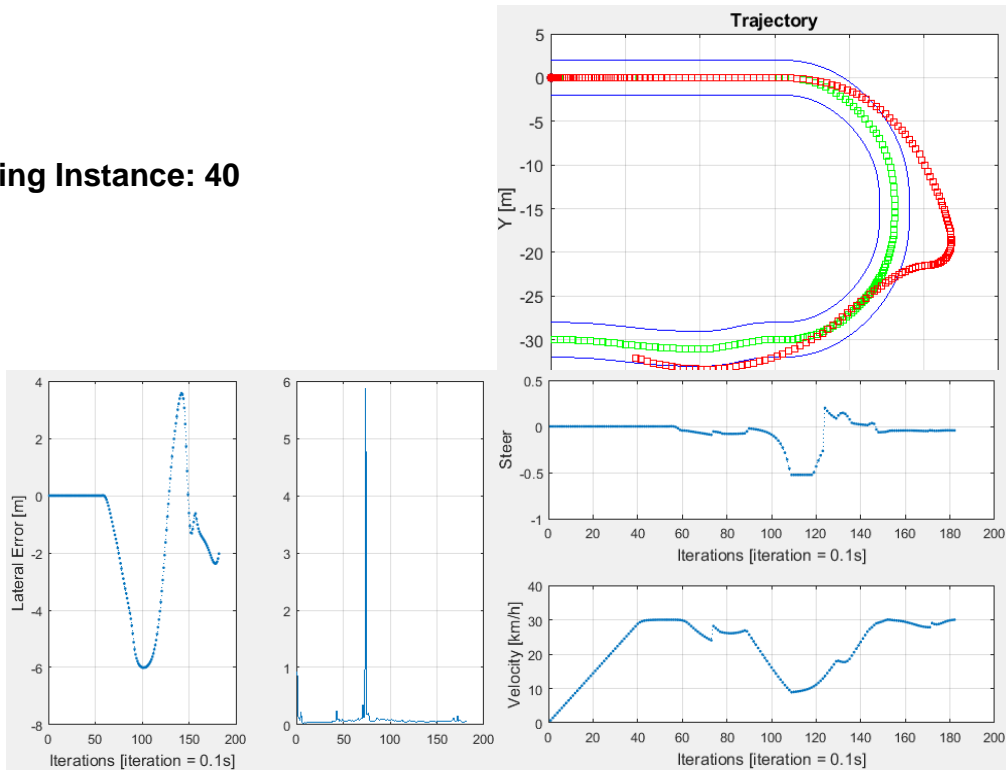 Trajectory
5
0
-5
-10
-15
-20
-25
-30
Y [m]
ing Instance: 40
4
2
0
-2
-4
-6
-8
Lateral Error [m]
0 50 100 150 200
Iterations [iteration = 0.1s]
6
5
4
3
2
1
0
0 50 100 150 200
0.5
0
-0.5
-1
Steer
0 20 40 60 80 100 120 140 160 180 200
Iterations [iteration = 0.1s]
40
30
20
10
0
Velocity [km/h]
0 20 40 60 80 100 120 140 160 180 200
Iterations [iteration = 0.1s]